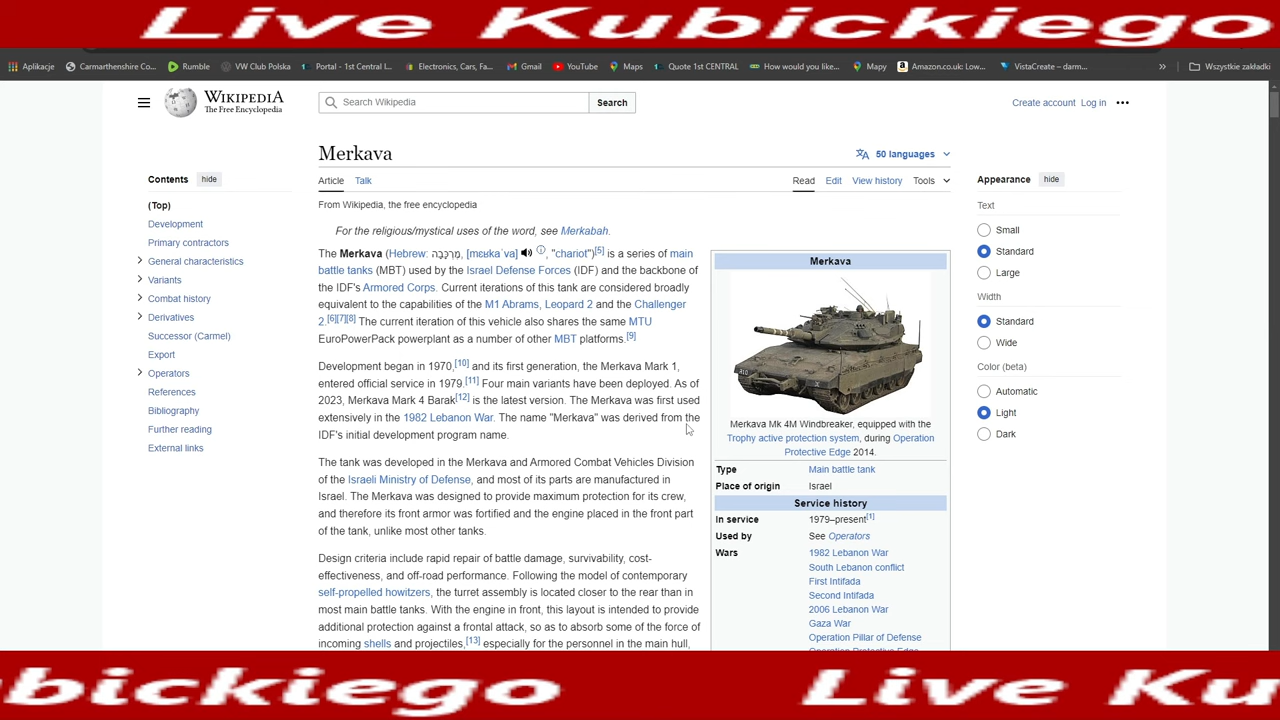 Live Kubickiego
Aplikacje Carmarthenshire Co... Rumble VW Club Polska Portal - 1st Central I... Electronics, Cars, Fa... Gmail YouTube Maps Quote 1st CENTRAL How would you like... Mapy Amazon.co.uk: Low... VistaCreate – darm... » Wszystkie zakładki
WIKIPEDIA
The Free Encyclopedia
Search Wikipedia Search
Create account Log in
Merkava
50 languages
Article Talk Read Edit View history Tools
From Wikipedia, the free encyclopedia
For the religious/mystical uses of the word, see Merkabah.
The Merkava (Hebrew: מֶרְכָּבָה, [mɛʁkaˈva] , "chariot")[5] is a series of main
battle tanks (MBT) used by the Israel Defense Forces (IDF) and the backbone of
the IDF's Armored Corps. Current iterations of this tank are considered broadly
equivalent to the capabilities of the M1 Abrams, Leopard 2 and the Challenger
2.[6][7][8] The current iteration of this vehicle also shares the same MTU
EuroPowerPack powerplant as a number of other MBT platforms.[9]
Development began in 1970,[10] and its first generation, the Merkava Mark 1,
entered official service in 1979.[11] Four main variants have been deployed. As of
2023, Merkava Mark 4 Barak[12] is the latest version. The Merkava was first used
extensively in the 1982 Lebanon War. The name "Merkava" was derived from the
IDF's initial development program name.
The tank was developed in the Merkava and Armored Combat Vehicles Division
of the Israeli Ministry of Defense, and most of its parts are manufactured in
Israel. The Merkava was designed to provide maximum protection for its crew,
and therefore its front armor was fortified and the engine placed in the front part
of the tank, unlike most other tanks.
Design criteria include rapid repair of battle damage, survivability, cost-
effectiveness, and off-road performance. Following the model of contemporary
self-propelled howitzers, the turret assembly is located closer to the rear than in
most main battle tanks. With the engine in front, this layout is intended to provide
additional protection against a frontal attack, so as to absorb some of the force of
incoming shells and projectiles,[13] especially for the personnel in the main hull,
Contents hide
(Top)
Development
Primary contractors
General characteristics
Variants
Combat history
Derivatives
Successor (Carmel)
Export
Operators
References
Bibliography
Further reading
External links
Merkava
Merkava Mk 4M Windbreaker, equipped with the
Trophy active protection system, during Operation
Protective Edge 2014.
Type Main battle tank
Place of origin Israel
Service history
In service 1979–present[1]
Used by See Operators
Wars 1982 Lebanon War
South Lebanon conflict
First Intifada
Second Intifada
2006 Lebanon War
Gaza War
Operation Pillar of Defense
Operation Protective Edge
Appearance hide
Text
Small
Standard
Large
Width
Standard
Wide
Color (beta)
Automatic
Light
Dark
bickiego Live Ku